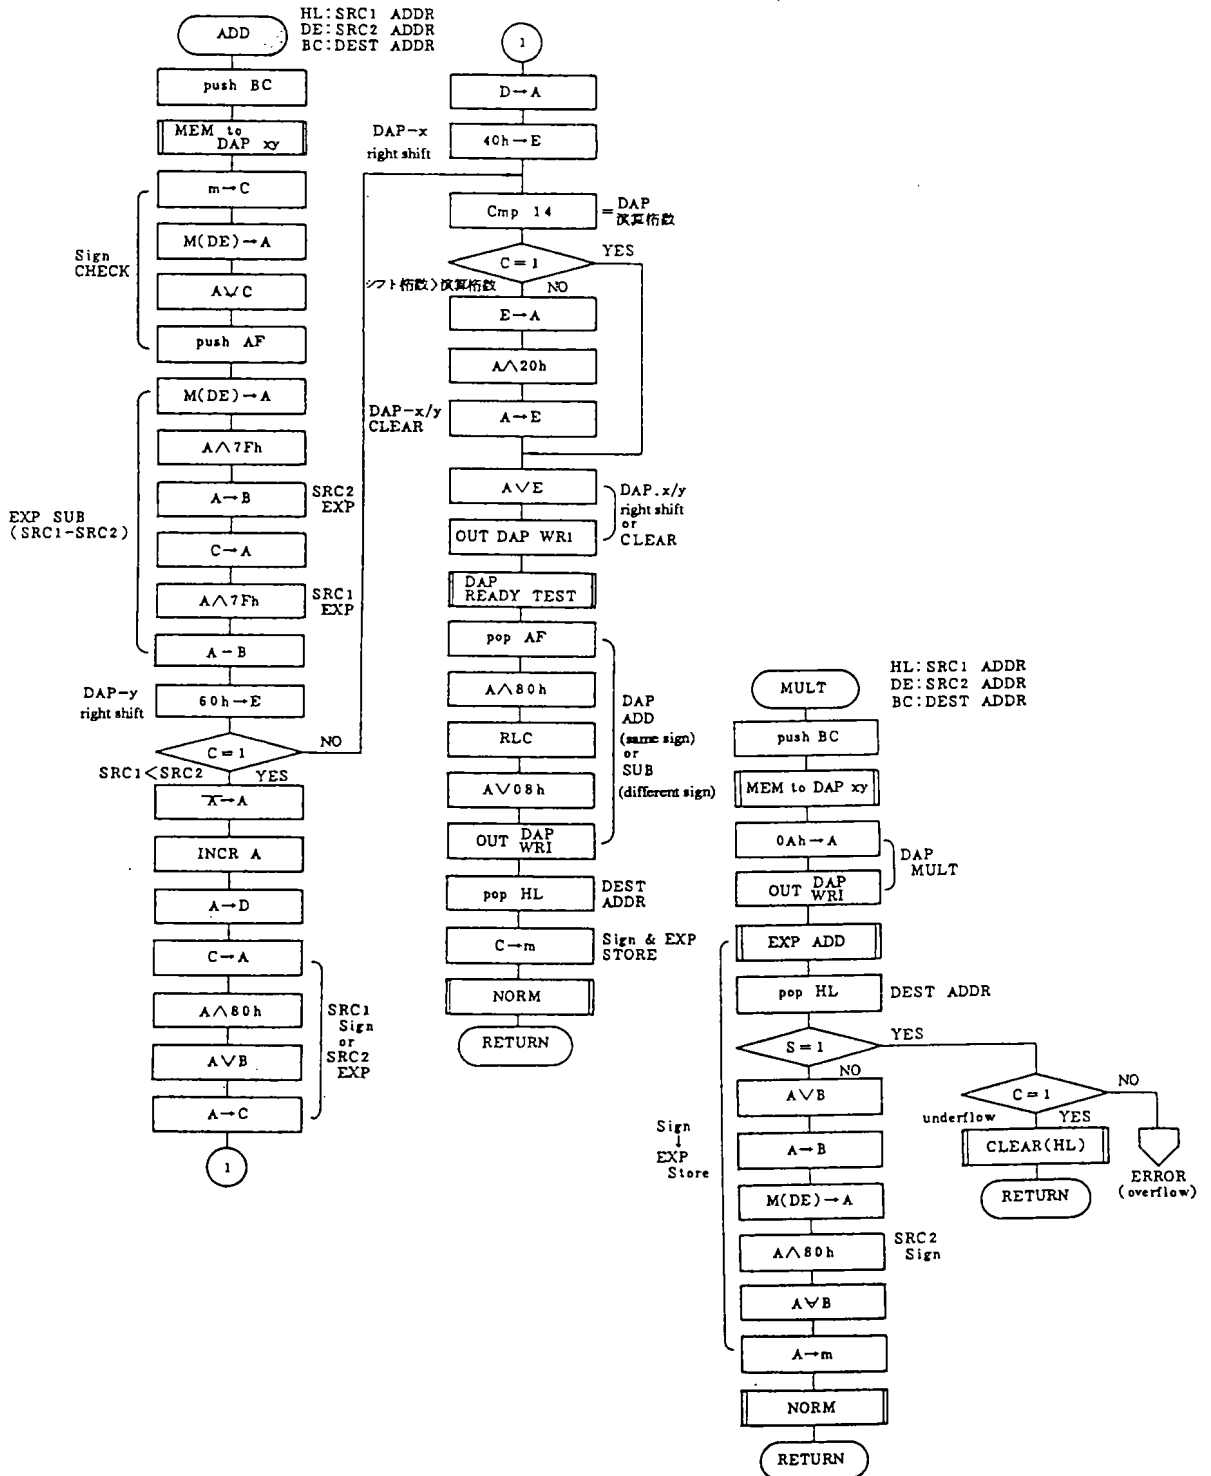 HL:SRC1 ADDR
DE:SRC2 ADDR
BC:DEST ADDR
ADD
push BC
MEM to
DAP xy
Sign
CHECK
m→C
M(DE)→A
A⊻C
push AF
EXP SUB
(SRC1-SRC2)
M(DE)→A
A∧7Fh
A→B
SRC2
EXP
C→A
A∧7Fh
SRC1
EXP
A-B
DAP-y
right shift
60h→E
C=1
NO
SRC1<SRC2
YES
A̅→A
INCR A
A→D
C→A
A∧80h
A∨B
A→C
SRC1
Sign
or
SRC2
EXP
1
1
D→A
DAP-x
right shift
40h→E
Cmp 14
=DAP
演算桁数
C=1
YES
シフト桁数>演算桁数
NO
E→A
A∧20h
DAP-x/y
CLEAR
A→E
A∨E
OUT DAP WR1
DAP.x/y
right shift
or
CLEAR
DAP
READY TEST
pop AF
A∧80h
RLC
A∨08h
OUT DAP
WRI
DAP
ADD
(same sign)
or
SUB
(different sign)
pop HL
DEST
ADDR
C→m
Sign & EXP
STORE
NORM
RETURN
HL:SRC1 ADDR
DE:SRC2 ADDR
BC:DEST ADDR
MULT
push BC
MEM to DAP xy
0Ah→A
OUT DAP
WRI
DAP
MULT
EXP ADD
pop HL
DEST ADDR
S=1
YES
NO
A∨B
A→B
M(DE)→A
A∧80h
SRC2
Sign
A⊻B
A→m
Sign
↓
EXP
Store
NORM
RETURN
C=1
NO
underflow
YES
CLEAR(HL)
RETURN
ERROR
(overflow)